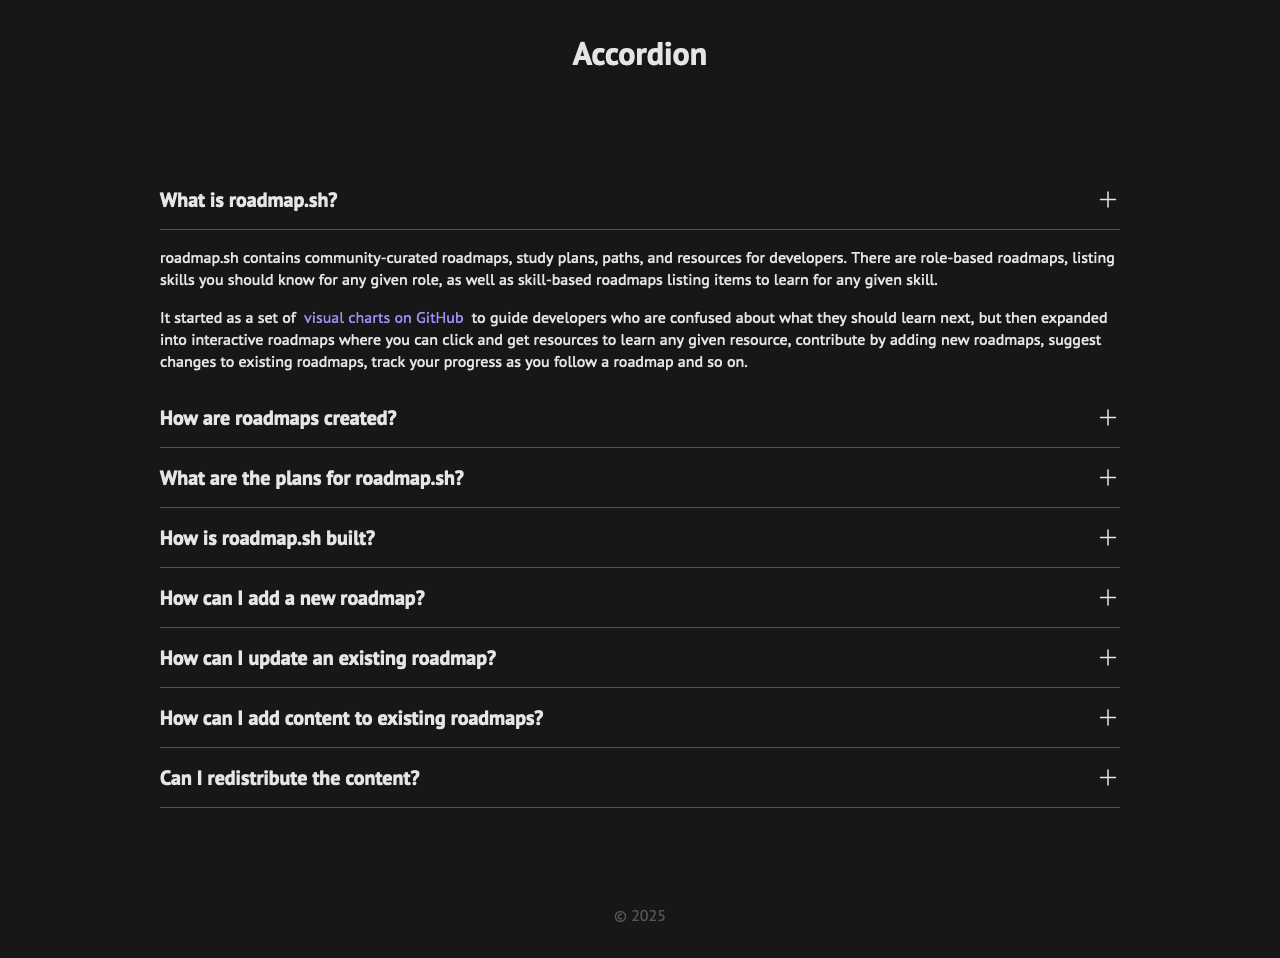 Accordion
What is roadmap.sh?
roadmap.sh contains community-curated roadmaps, study plans, paths, and resources for developers. There are role-based roadmaps, listing
skills you should know for any given role, as well as skill-based roadmaps listing items to learn for any given skill.
It started as a set of visual charts on GitHub to guide developers who are confused about what they should learn next, but then expanded
into interactive roadmaps where you can click and get resources to learn any given resource, contribute by adding new roadmaps, suggest
changes to existing roadmaps, track your progress as you follow a roadmap and so on.
How are roadmaps created?
What are the plans for roadmap.sh?
How is roadmap.sh built?
How can I add a new roadmap?
How can I update an existing roadmap?
How can I add content to existing roadmaps?
Can I redistribute the content?
© 2025